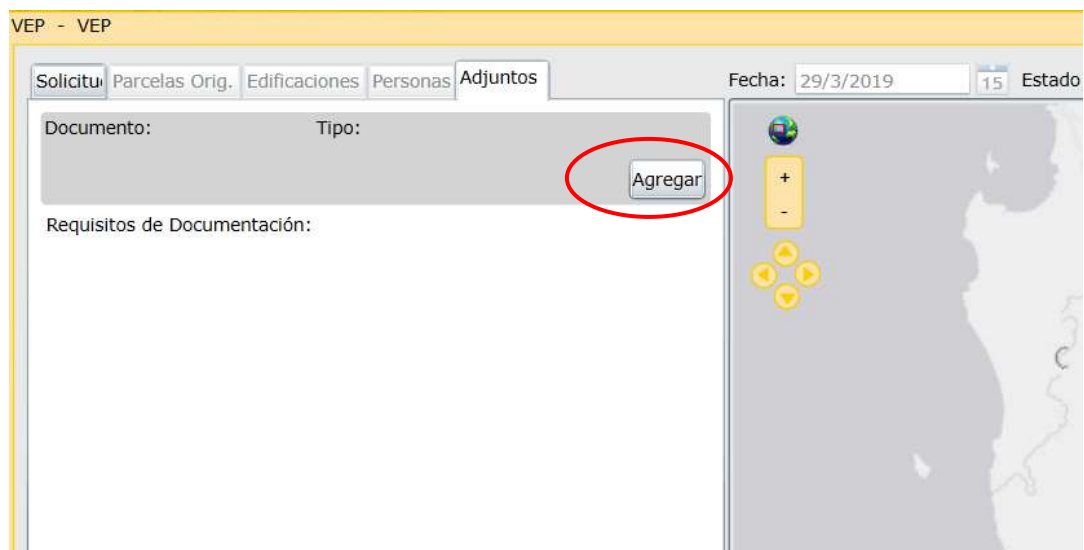 VEP - VEP
Solicitu Parcelas Orig. Edificaciones Personas Adjuntos
Fecha: 29/3/2019 15 Estado
Documento: Tipo:
Agregar
Requisitos de Documentación:
+
-